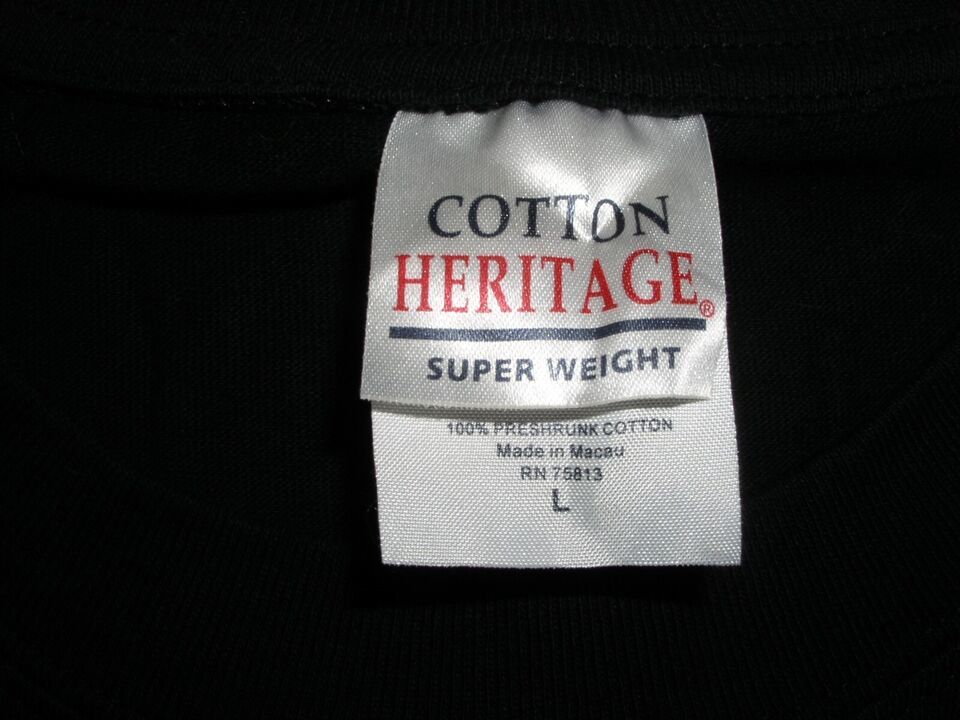 COTTON
HERITAGE®
SUPER WEIGHT
100% PRESHRUNK COTTON
Made in Macau
RN 75813
L